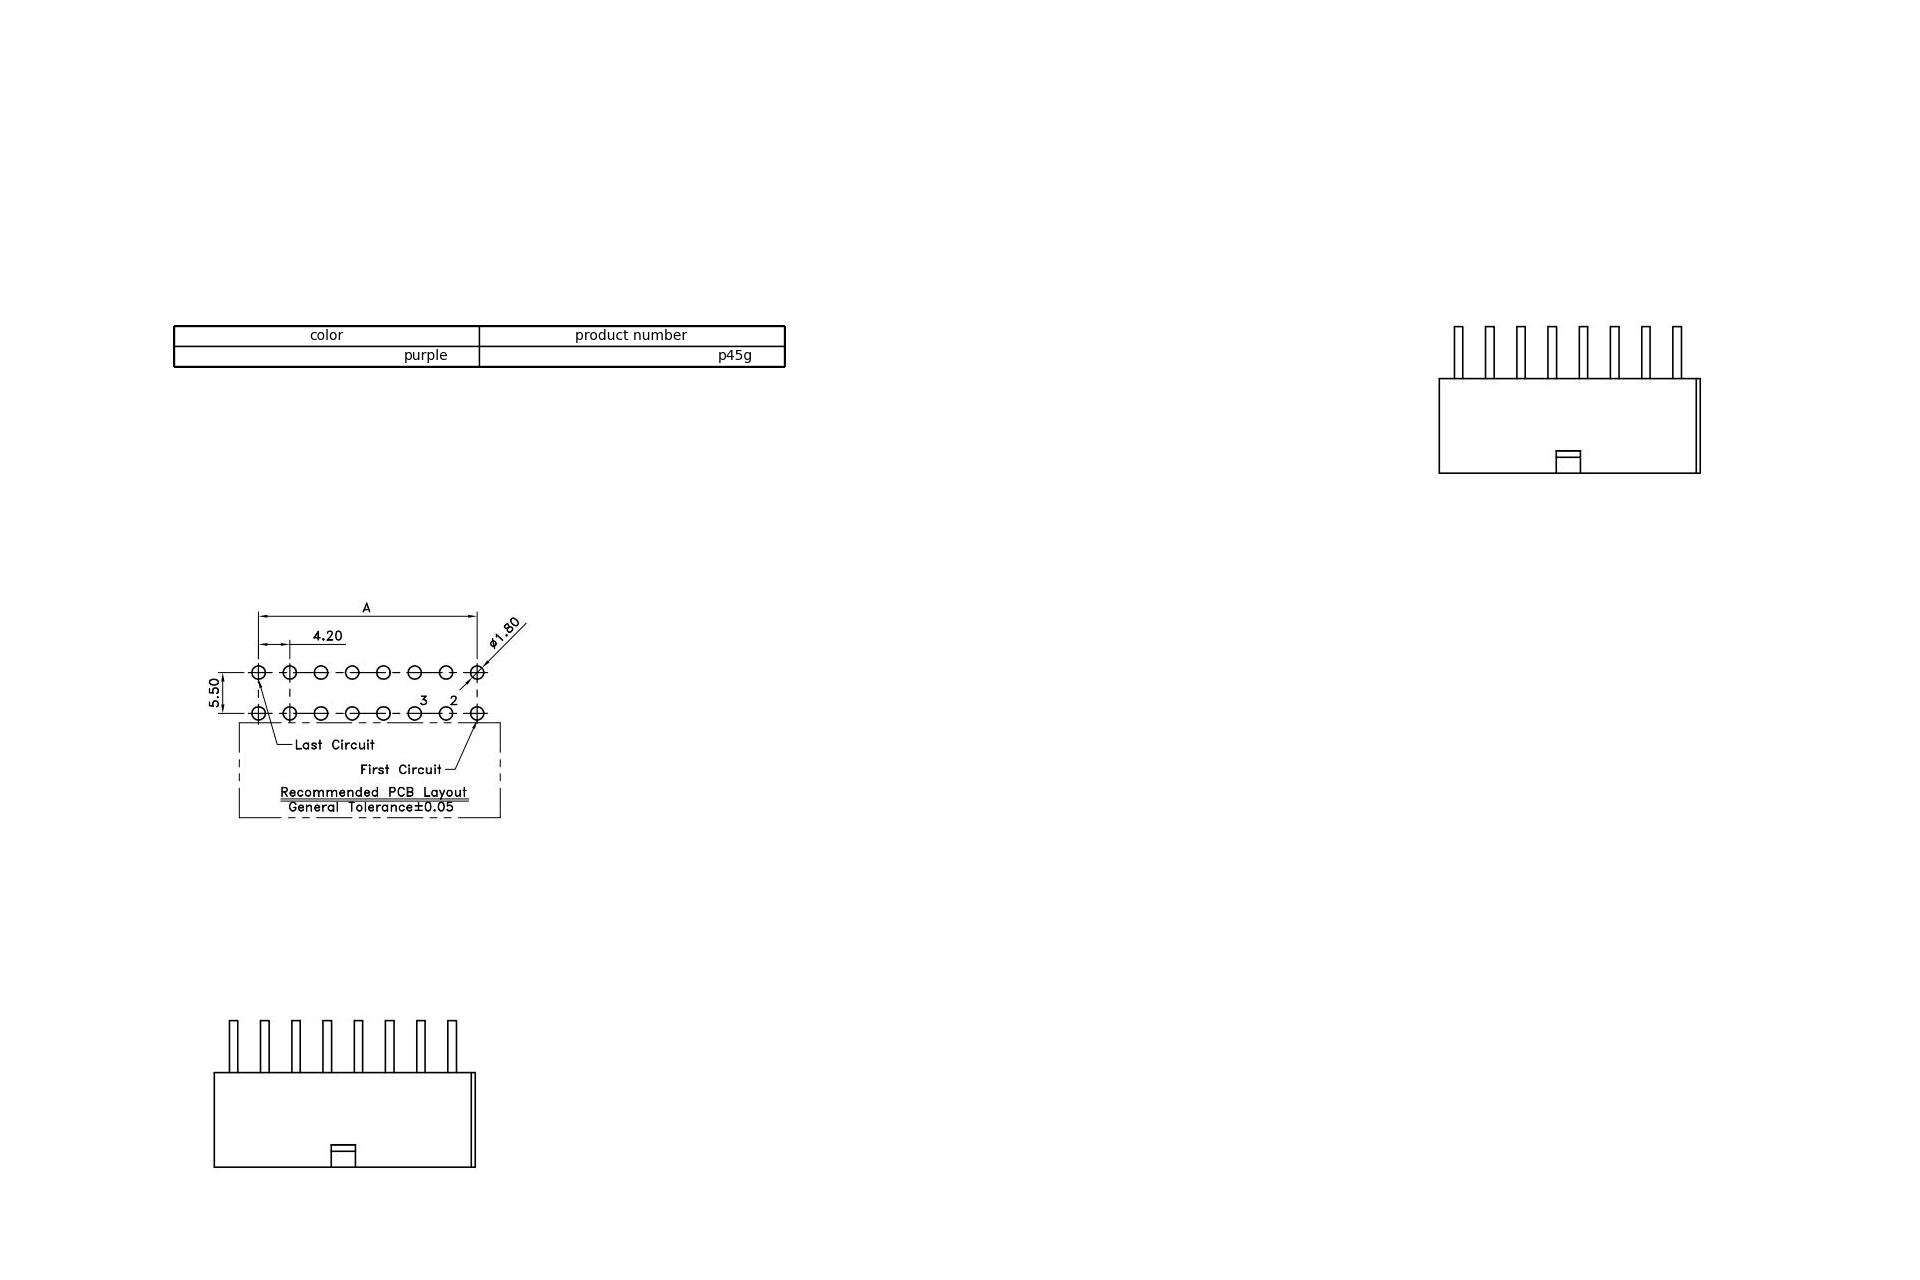 color product number
purple p45g
A
4.20
ø1.80
5.50
3 2
Last Circuit
First Circuit
Recommended PCB Layout
General Tolerance±0.05